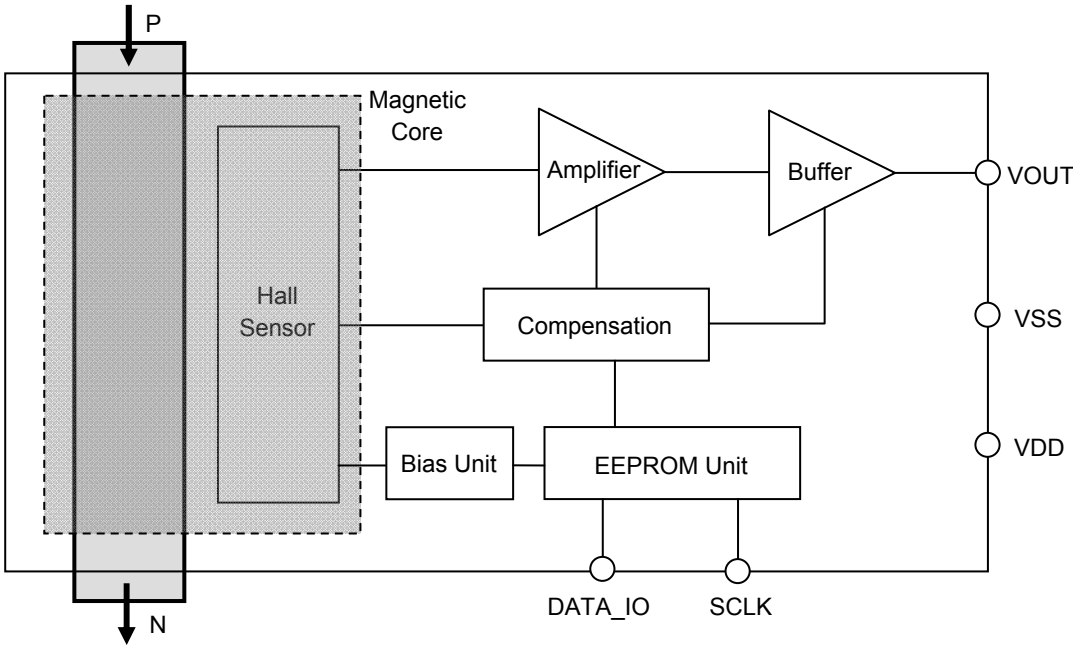 P
Magnetic
Core
Amplifier
Buffer
VOUT
Hall
Sensor
Compensation
VSS
Bias Unit
EEPROM Unit
VDD
DATA_IO
SCLK
N